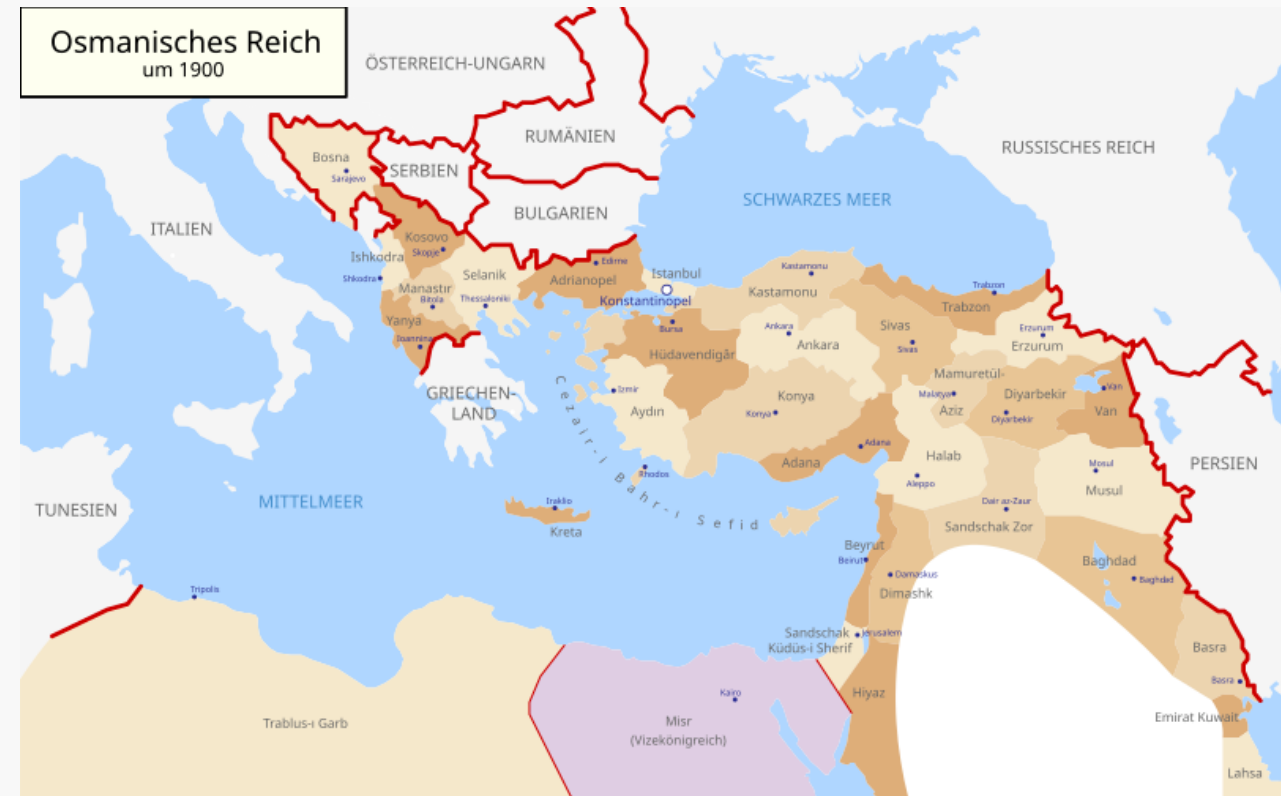 Osmanisches Reich
um 1900
ÖSTERREICH-UNGARN
RUMÄNIEN
RUSSISCHES REICH
Bosna
Sarajevo
SERBIEN
BULGARIEN
SCHWARZES MEER
ITALIEN
Kosovo
Skopje
Ishkodra
Shkodra
Selanik
Manastır
Bitola
Thessaloniki
Yanya
Ioannina
Edirne
Adrianopel
Istanbul
Konstantinopel
Bursa
Hüdavendigâr
Kastamonu
Kastamonu
Ankara
Ankara
Sivas
Sivas
Trabzon
Trabzon
Erzurum
Erzurum
Mamuretül-
Aziz
Malatya
Diyarbekir
Diyarbekir
Van
Van
GRIECHEN-
LAND
Izmir
Aydın
Konya
Konya
Adana
Adana
Halab
Aleppo
Mosul
Musul
PERSIEN
Rhodos
Cezair-i Bahr-ı Sefid
Dair az-Zaur
Sandschak Zor
TUNESIEN
MITTELMEER
Iraklio
Kreta
Beyrut
Beirut
Damaskus
Dimashk
Baghdad
Baghdad
Tripolis
Sandschak
Küdüs-i Sherif
Jerusalem
Basra
Basra
Hiyaz
Kairo
Misr
(Vizekönigreich)
Trablus-ı Garb
Emirat Kuwait
Lahsa